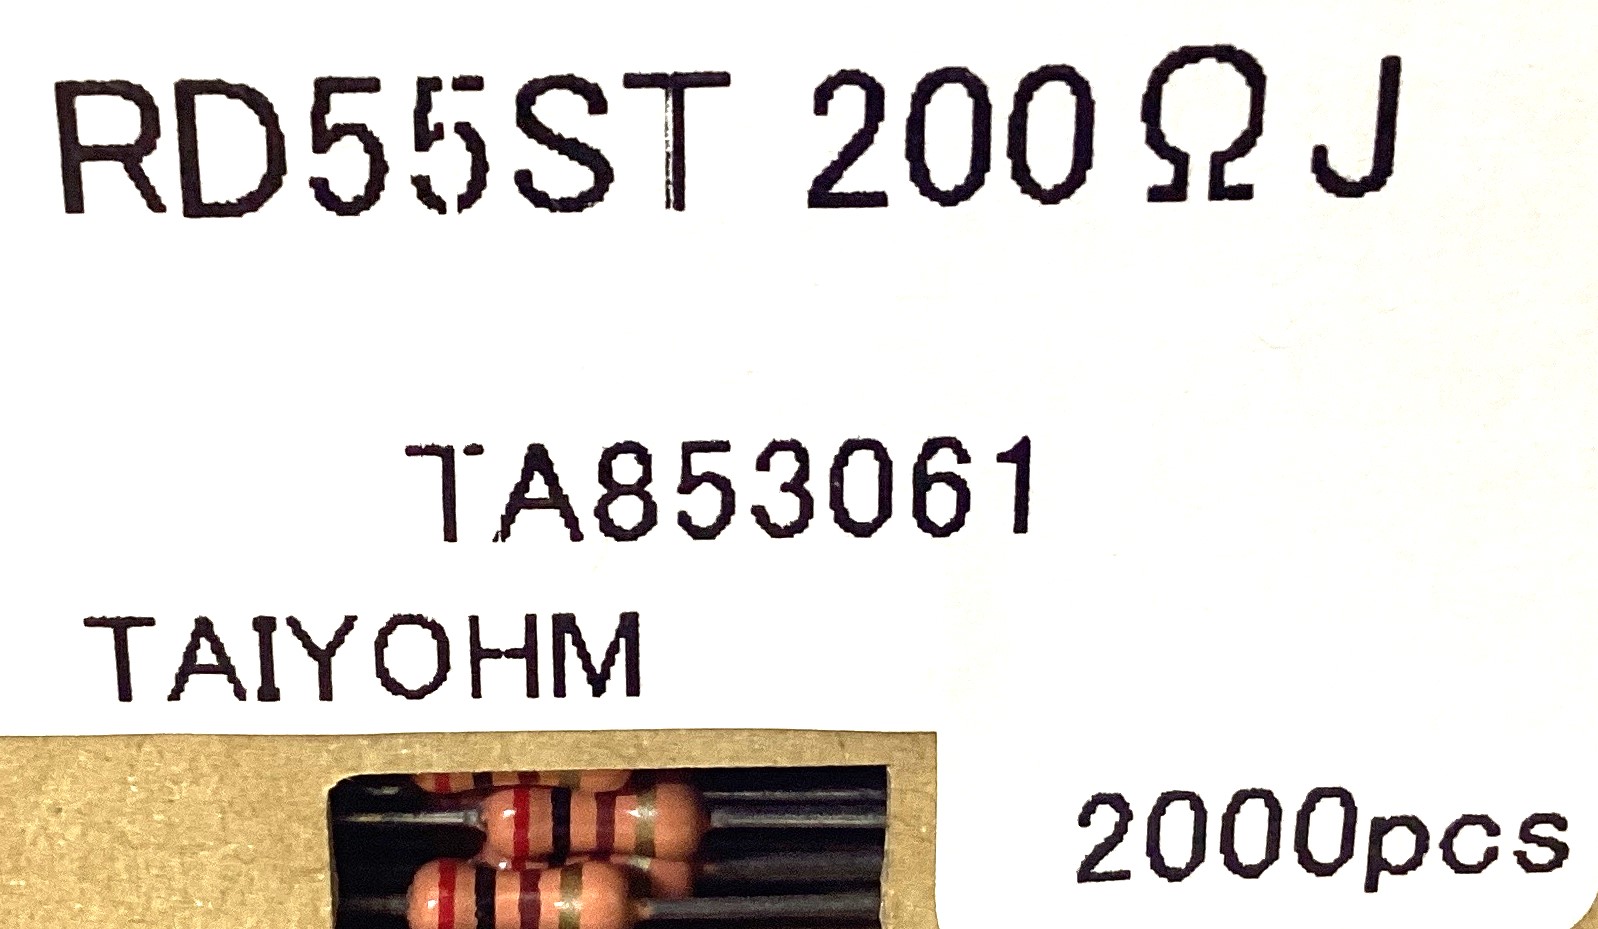 RD55ST 200Ω J
TA853061
TAIYOHM
2000pcs